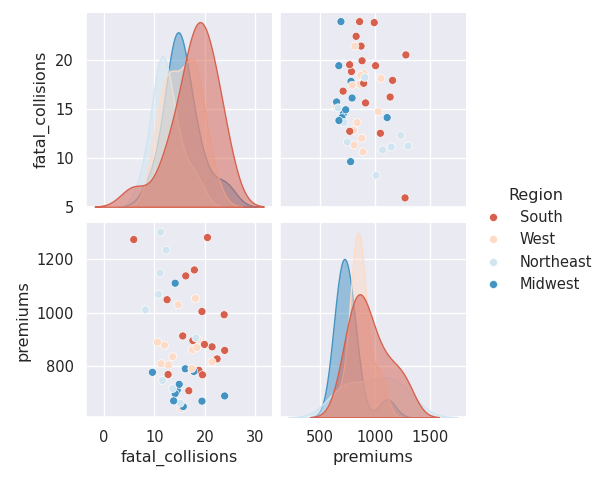 fatal_collisions
20
15
10
5
premiums
1200
1000
800
0 10 20 30
500 1000 1500
fatal_collisions
premiums
Region
South
West
Northeast
Midwest